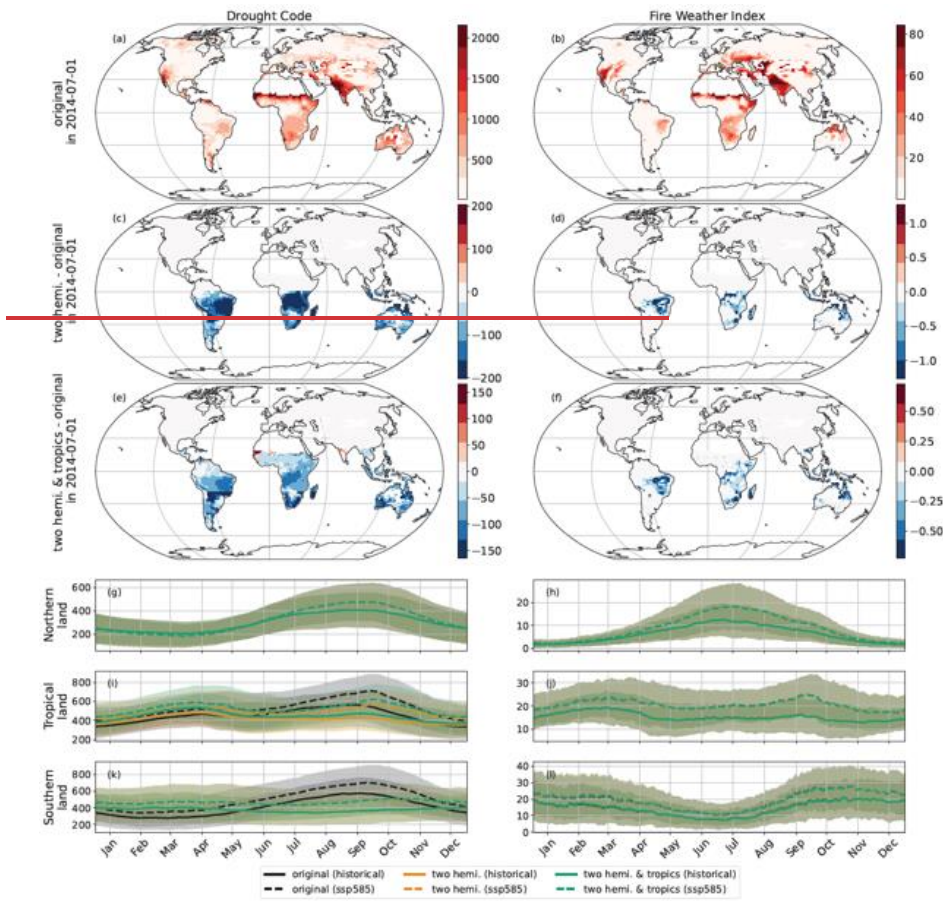 Drought Code
Fire Weather Index
original
in 2014-07-01
(a)
2000
1500
1000
500
(b)
80
60
40
20
two hemi. - original
in 2014-07-01
(c)
200
100
0
−100
−200
(d)
1.0
0.5
0.0
−0.5
−1.0
two hemi. & tropics - original
in 2014-07-01
(e)
150
100
50
0
−50
−100
−150
(f)
0.50
0.25
0.00
−0.25
−0.50
Northern
land
(g)
600
400
200
(h)
20
10
0
Tropical
land
(i)
800
600
400
200
(j)
30
20
10
Southern
land
(k)
800
600
400
200
(l)
40
30
20
10
0
Jan Feb Mar Apr May Jun Jul Aug Sep Oct Nov Dec
Jan Feb Mar Apr May Jun Jul Aug Sep Oct Nov Dec
original (historical) two hemi. (historical) two hemi. & tropics (historical)
original (ssp585) two hemi. (ssp585) two hemi. & tropics (ssp585)